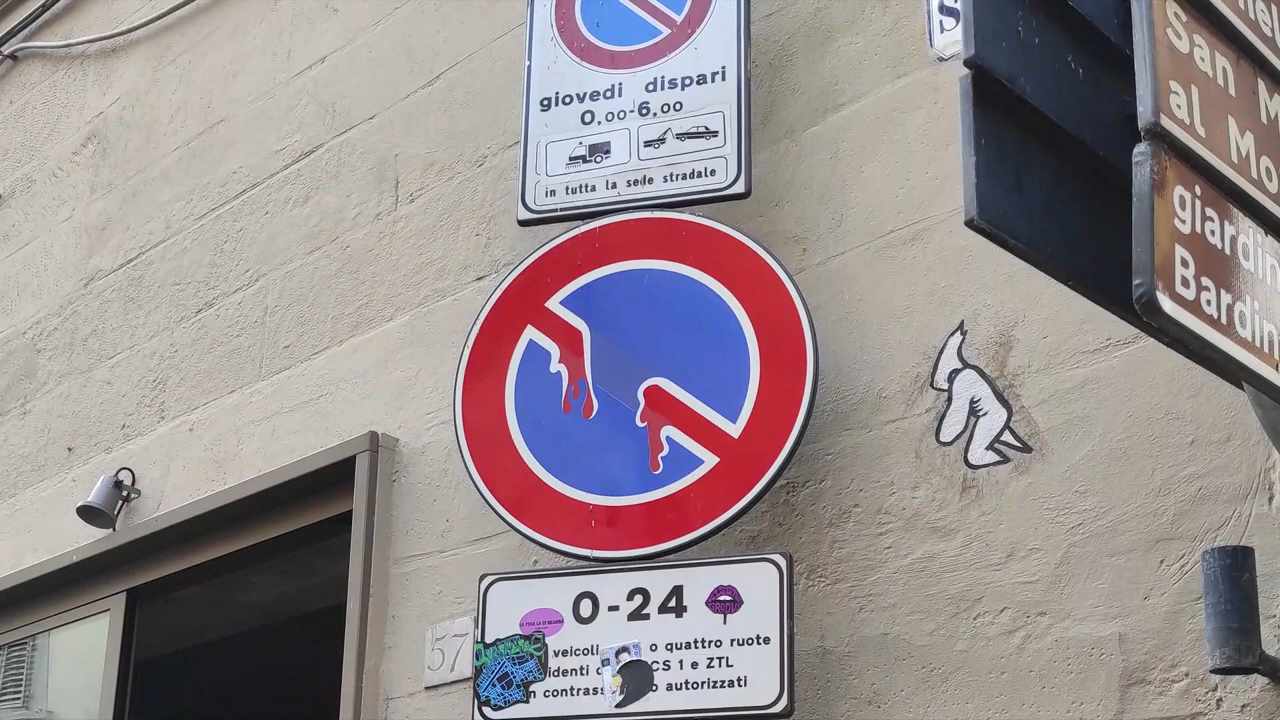 giovedi dispari
0,00-6,00
in tutta la sede stradale
S
San M
al Mo
giardin
Bardin
57
0-24
veicoli o quattro ruote
identi CS 1 e ZTL
n contrass o autorizzati